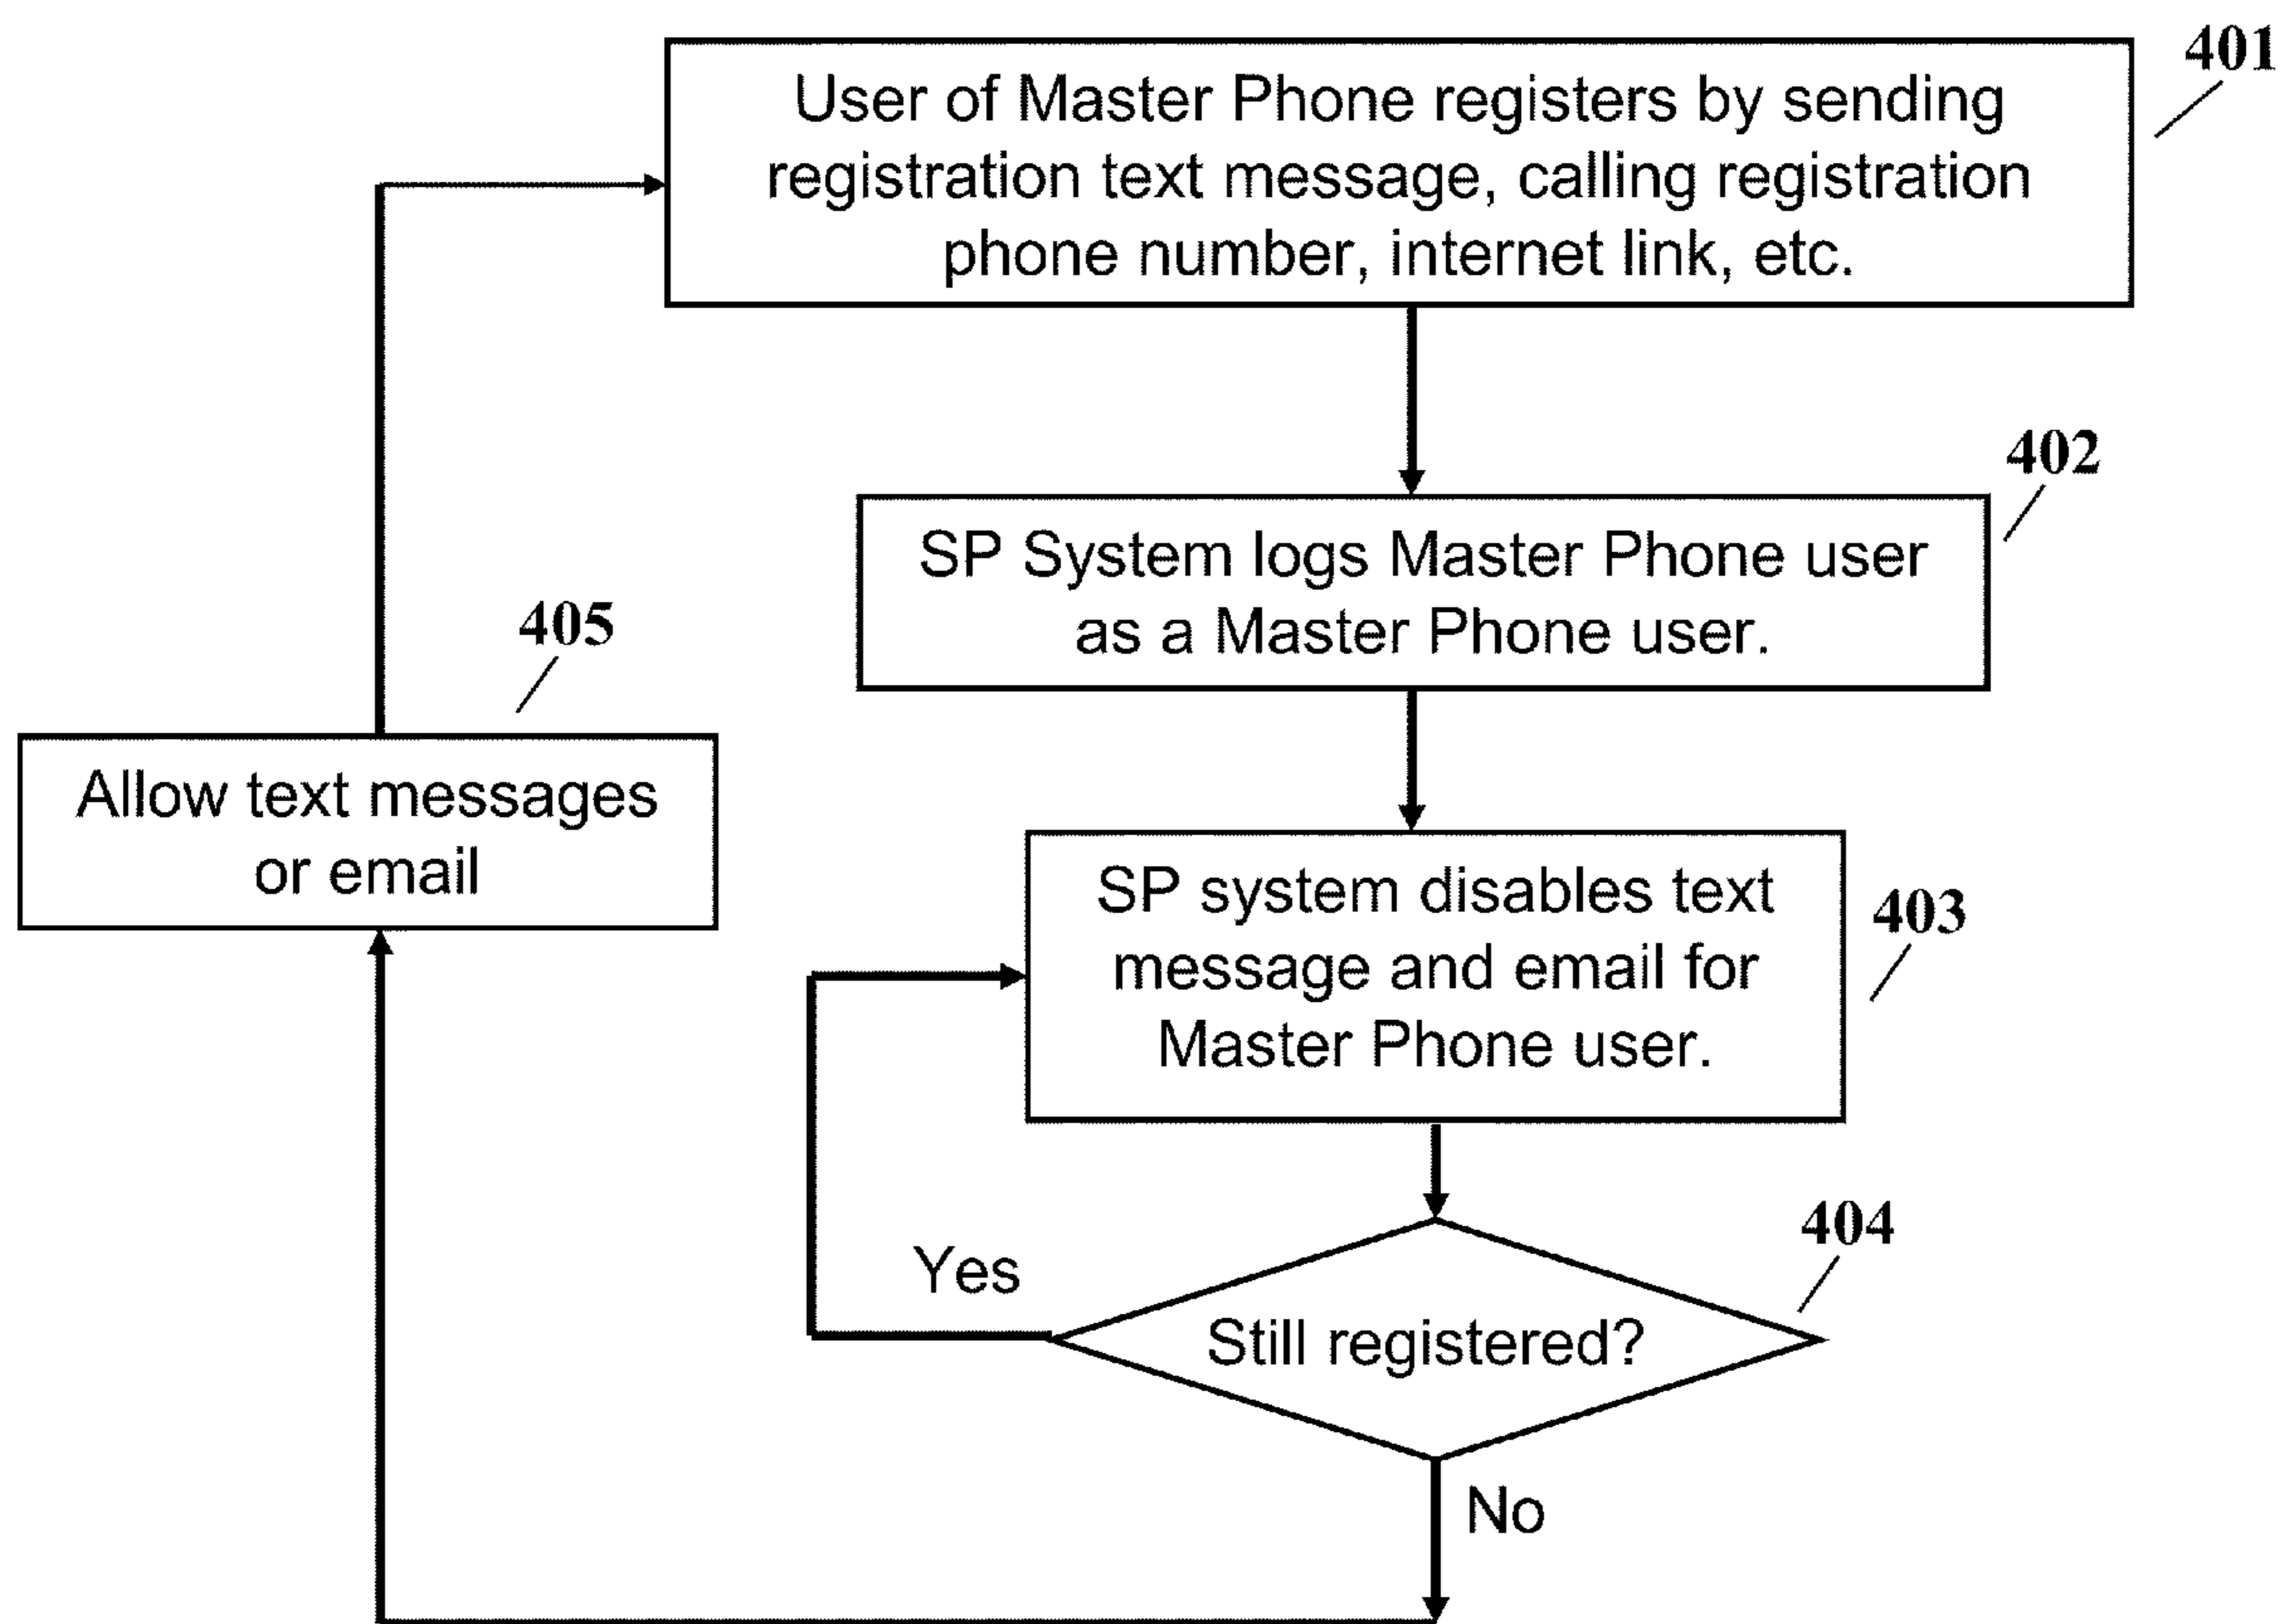 401
User of Master Phone registers by sending
registration text message, calling registration
phone number, internet link, etc.
402
SP System logs Master Phone user
as a Master Phone user.
405
Allow text messages
or email
403
SP system disables text
message and email for
Master Phone user.
404
Yes
Still registered?
No